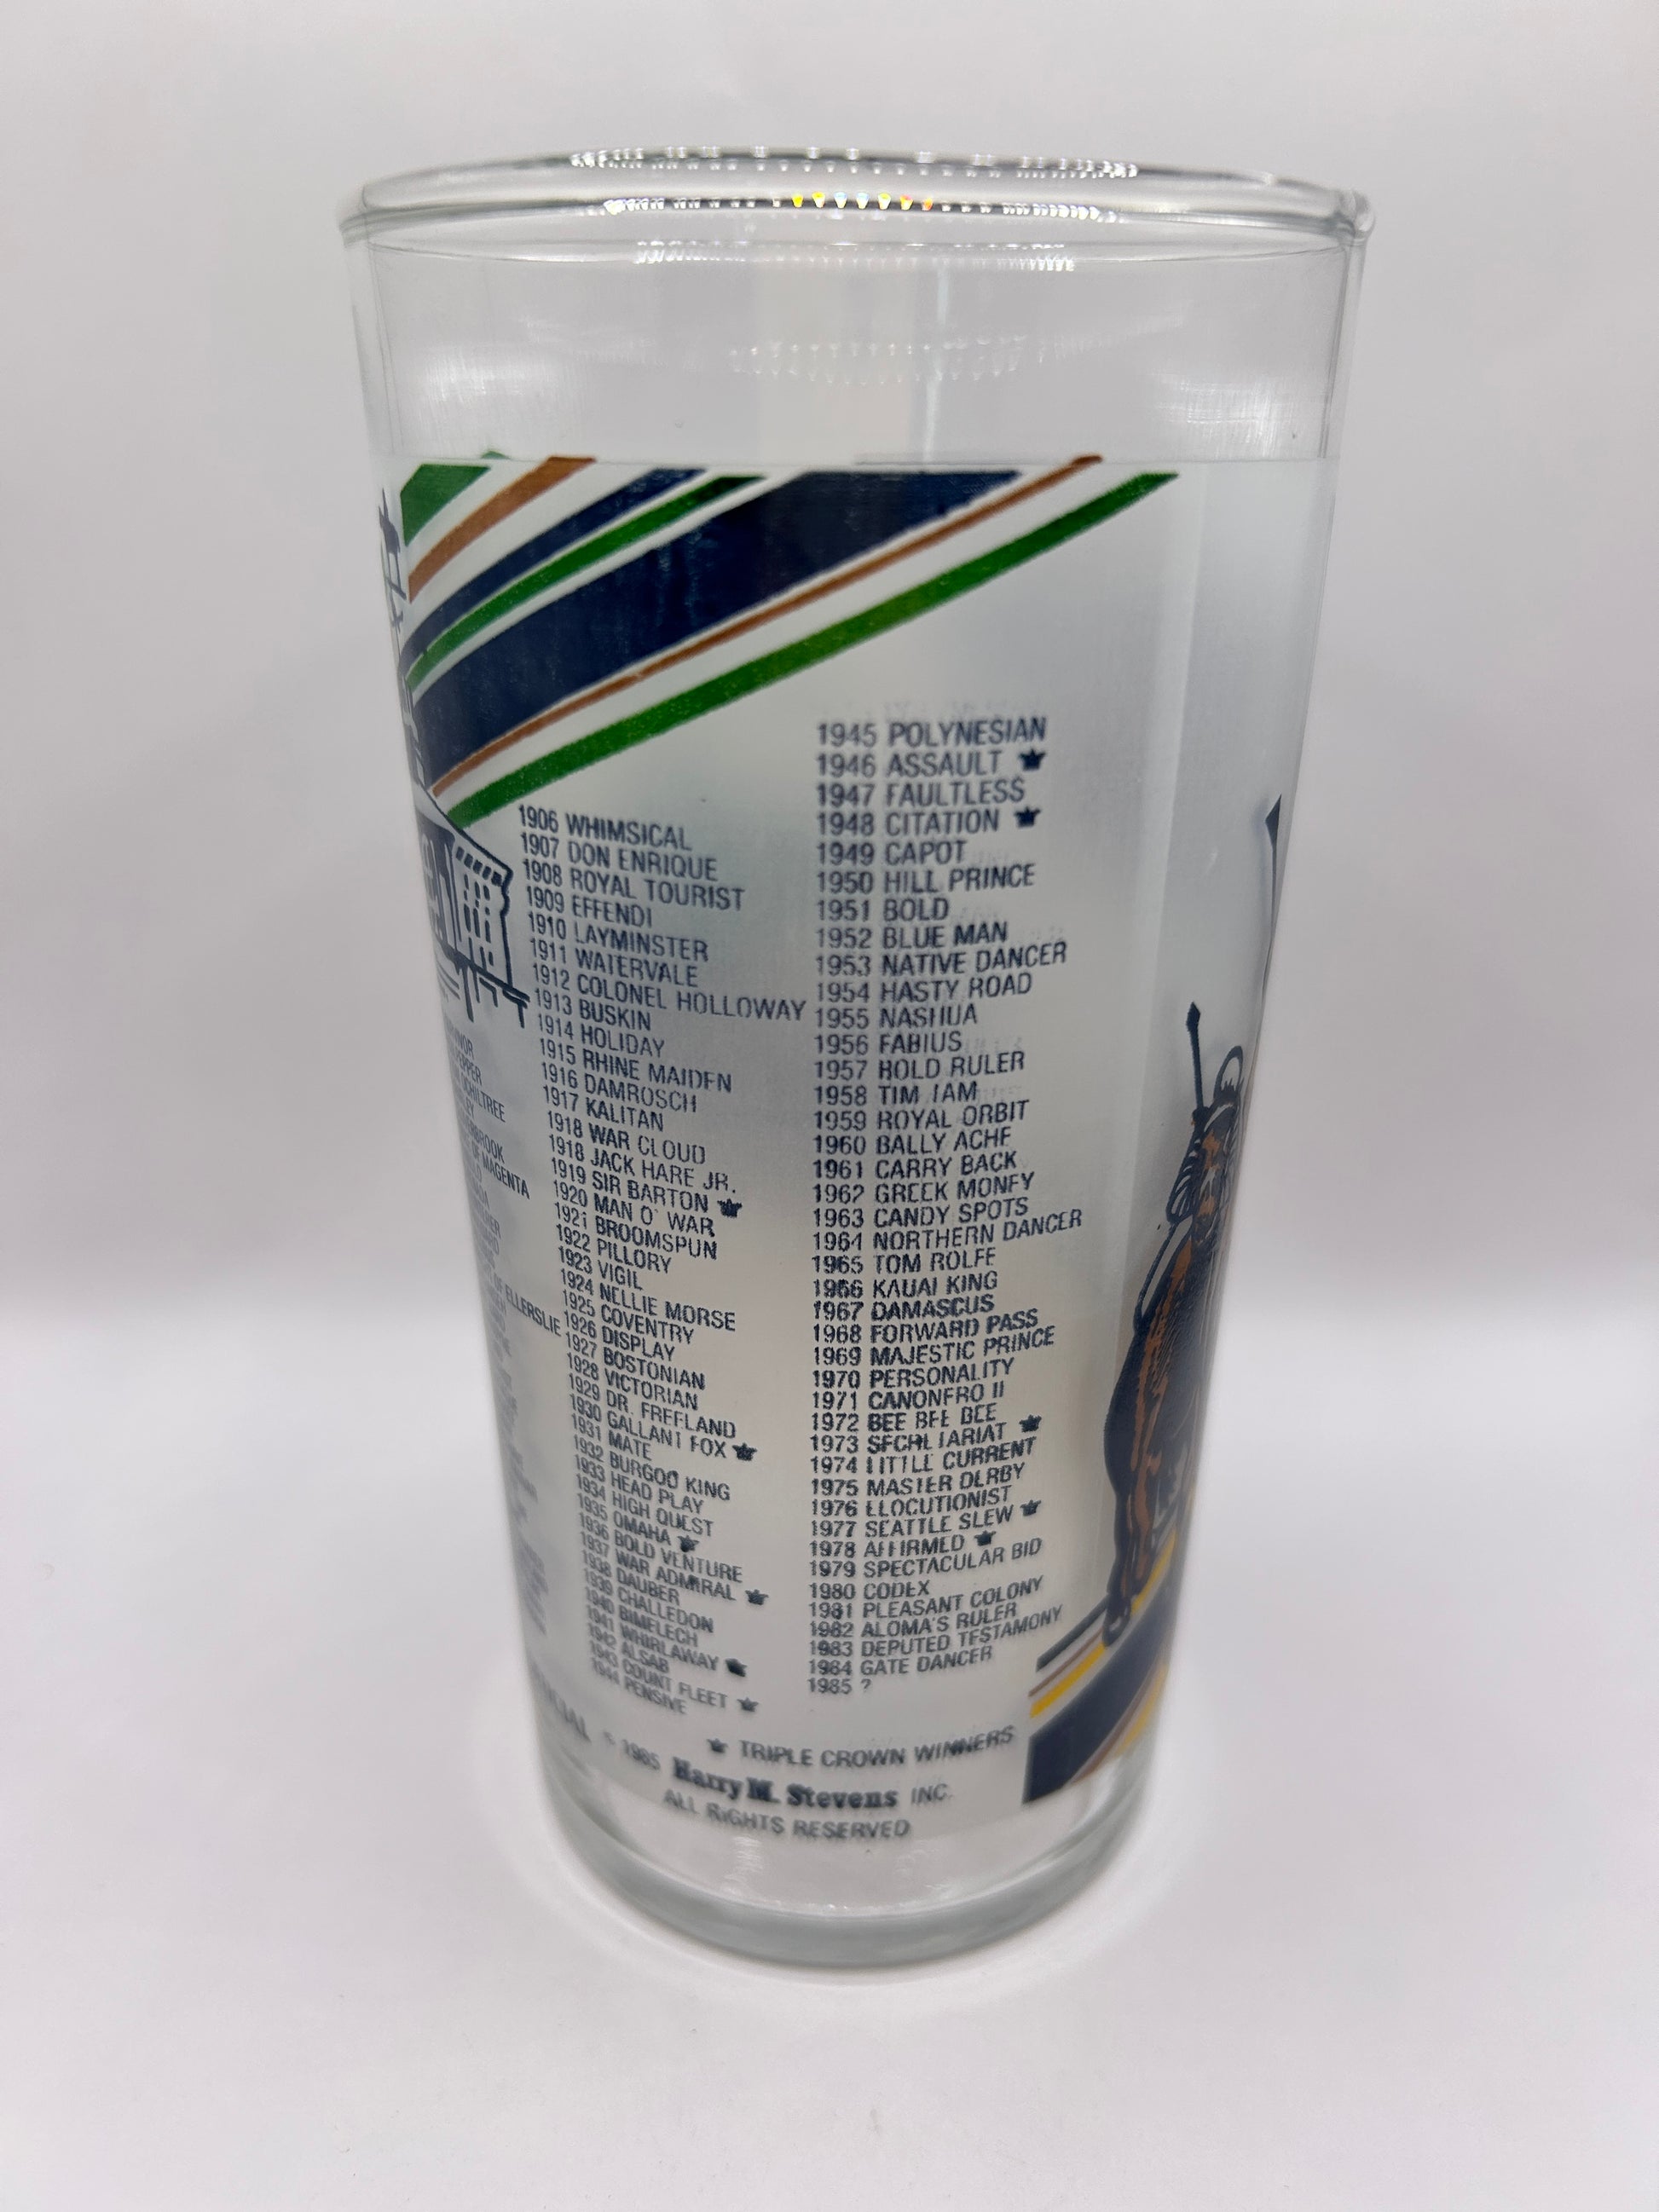 OF MAGENTA
OF ELLERSLIE
1906 WHIMSICAL
1907 DON ENRIQUE
1908 ROYAL TOURIST
1909 EFFENDI
1910 LAYMINSTER
1911 WATERVALE
1912 COLONEL HOLLOWAY
1913 BUSKIN
1914 HOLIDAY
1915 RHINE MAIDEN
1916 DAMROSCH
1917 KALITAN
1918 WAR CLOUD
1918 JACK HARE JR.
1919 SIR BARTON
1920 MAN O' WAR
1921 BROOMSPUN
1922 PILLORY
1923 VIGIL
1924 NELLIE MORSE
1925 COVENTRY
1926 DISPLAY
1927 BOSTONIAN
1928 VICTORIAN
1929 DR. FREELAND
1930 GALLANT FOX
1931 MATE
1932 BURGOO KING
1933 HEAD PLAY
1934 HIGH QUEST
1935 OMAHA
1936 BOLD VENTURE
1937 WAR ADMIRAL
1938 DAUBER
1939 CHALLEDON
1940 BIMELECH
1941 WHIRLAWAY
1942 ALSAB
1943 COUNT FLEET
1944 PENSIVE
1945 POLYNESIAN
1946 ASSAULT
1947 FAULTLESS
1948 CITATION
1949 CAPOT
1950 HILL PRINCE
1951 BOLD
1952 BLUE MAN
1953 NATIVE DANCER
1954 HASTY ROAD
1955 NASHUA
1956 FABIUS
1957 BOLD RULER
1958 TIM TAM
1959 ROYAL ORBIT
1960 BALLY ACHE
1961 CARRY BACK
1962 GREEK MONEY
1963 CANDY SPOTS
1964 NORTHERN DANCER
1965 TOM ROLFE
1966 KAUAI KING
1967 DAMASCUS
1968 FORWARD PASS
1969 MAJESTIC PRINCE
1970 PERSONALITY
1971 CANONERO II
1972 BEE BEE BEE
1973 SECRETARIAT
1974 LITTLE CURRENT
1975 MASTER DERBY
1976 ELOCUTIONIST
1977 SEATTLE SLEW
1978 AFFIRMED
1979 SPECTACULAR BID
1980 CODEX
1981 PLEASANT COLONY
1982 ALOMA'S RULER
1983 DEPUTED TESTAMONY
1984 GATE DANCER
1985 ?
TRIPLE CROWN WINNERS
© 1985 Harry M. Stevens INC.
ALL RIGHTS RESERVED